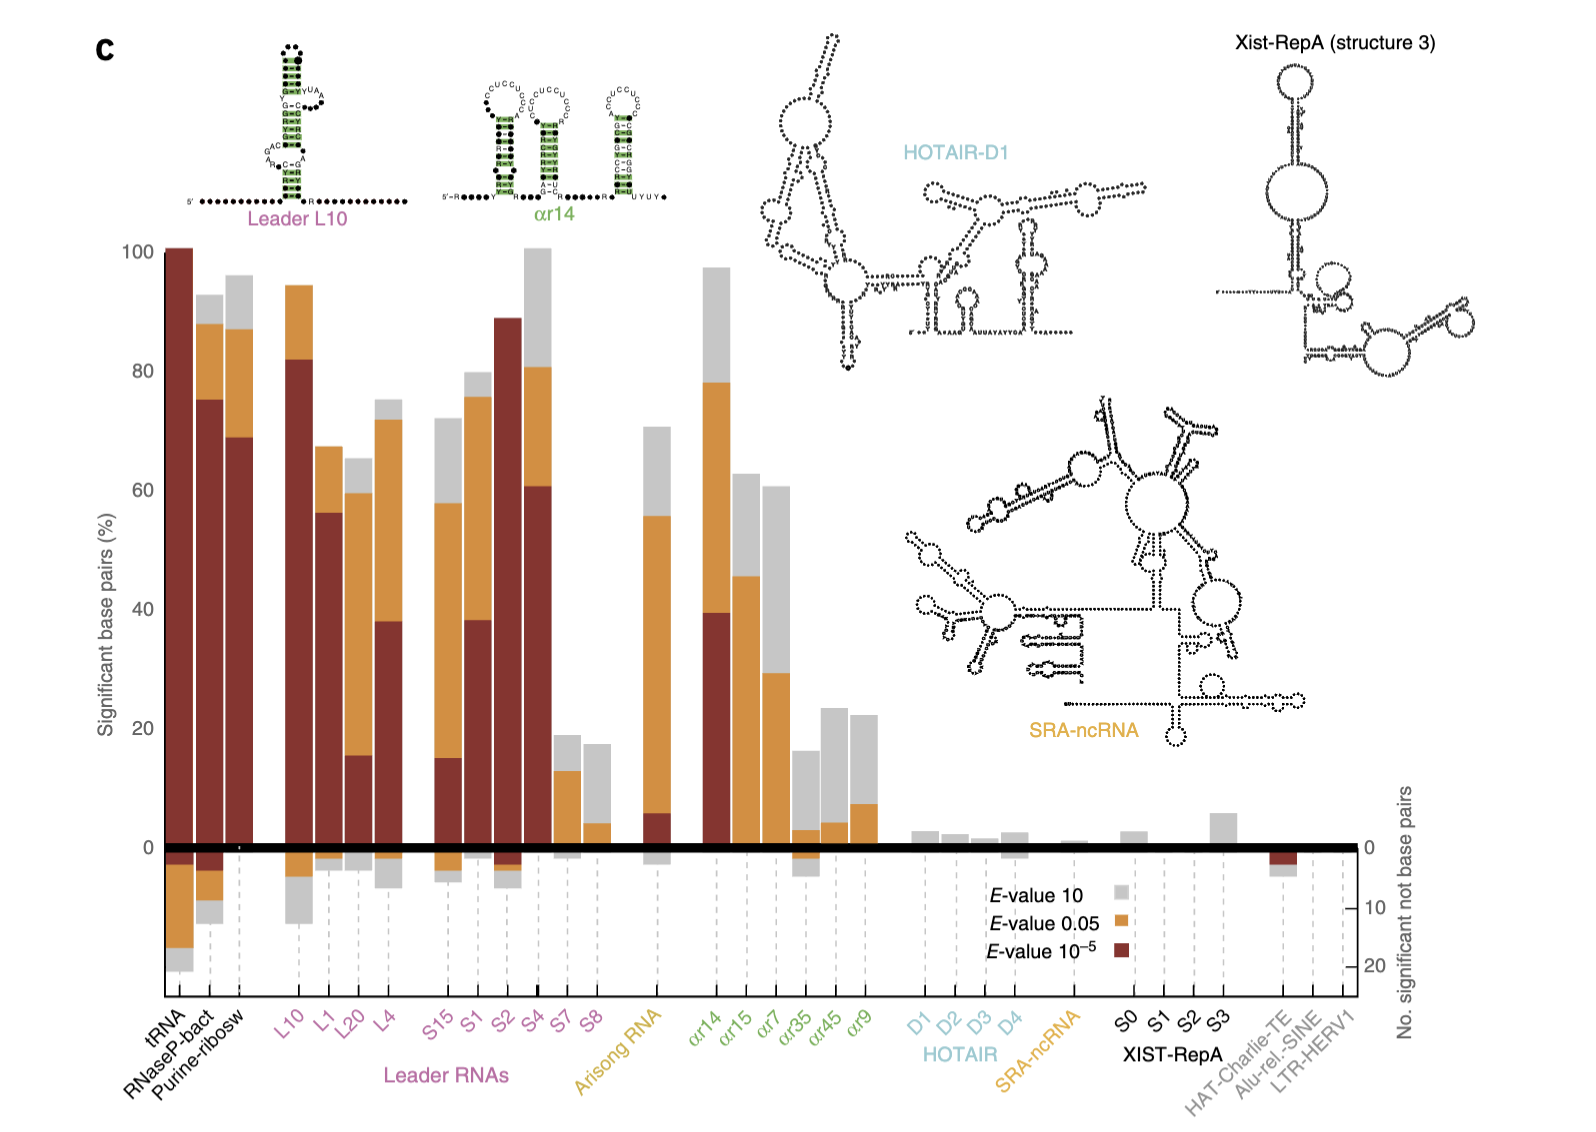 c
Xist-RepA (structure 3)
HOTAIR-D1
Leader L10
αr14
5′
R
5′–R
UYUY
AUUAYAAYYGA
SRA-ncRNA
Significant base pairs (%)
100
80
60
40
20
0
No. significant not base pairs
0
10
20
E-value 10
E-value 0.05
E-value 10⁻⁵
tRNA
RNaseP-bact
Purine-ribosw
L10
L1
L20
L4
S15
S1
S2
S4
S7
S8
Leader RNAs
Arisong RNA
αr14
αr15
αr7
αr35
αr45
αr9
D1
D2
D3
D4
HOTAIR
SRA-ncRNA
S0
S1
S2
S3
XIST-RepA
HAT-Charlie-TE
Alu-rel.-SINE
LTR-HERV1